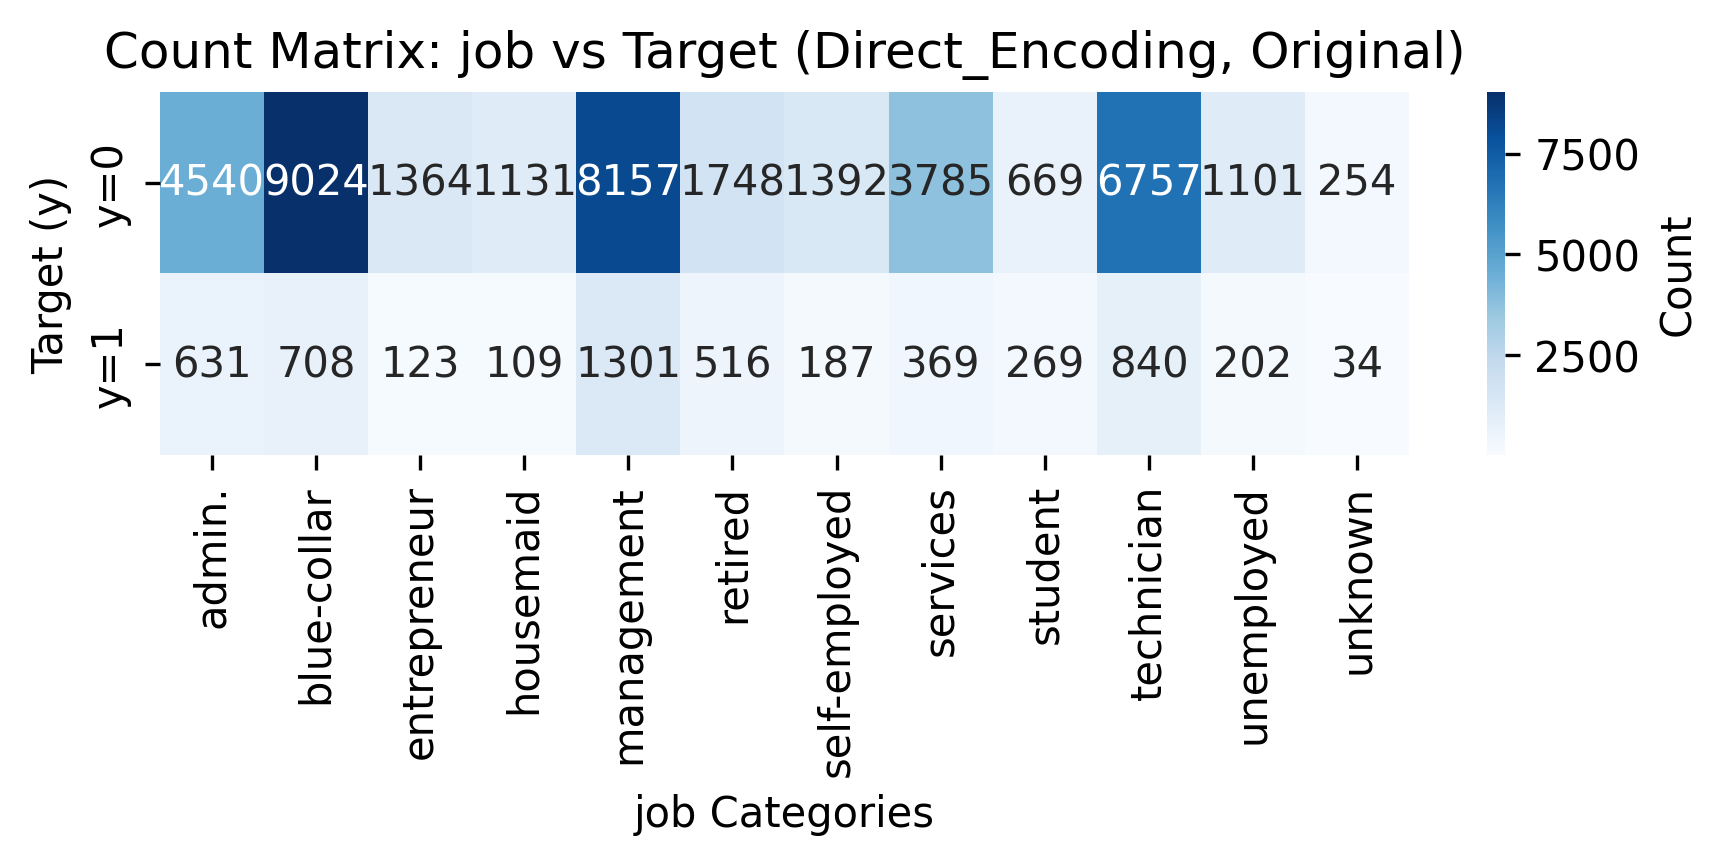 Count Matrix: job vs Target (Direct_Encoding, Original)
Target (y)
y=0
4540 9024 1364 1131 8157 1748 1392 3785 669 6757 1101 254
y=1
631 708 123 109 1301 516 187 369 269 840 202 34
admin.
blue-collar
entrepreneur
housemaid
management
retired
self-employed
services
student
technician
unemployed
unknown
job Categories
7500
5000
2500
Count